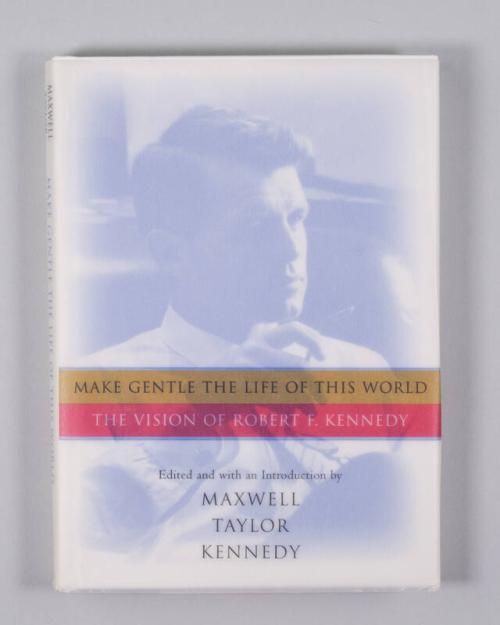 MAKE GENTLE THE LIFE OF THIS WORLD
THE VISION OF ROBERT F. KENNEDY
Edited and with an Introduction by
MAXWELL
TAYLOR
KENNEDY
MAXWELL
MAKE GENTLE THE LIFE OF THIS WORLD